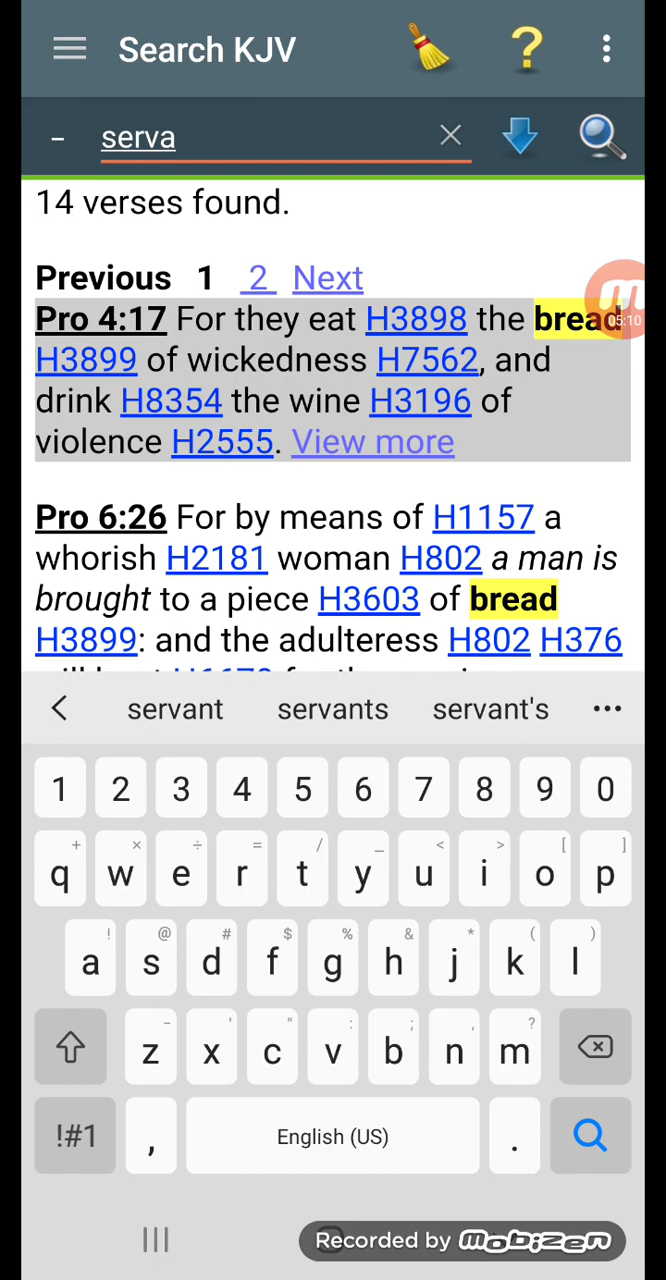 Search KJV
?
- serva
14 verses found.
Previous 1 2 Next
05:10
Pro 4:17 For they eat H3898 the bread
H3899 of wickedness H7562, and
drink H8354 the wine H3196 of
violence H2555. View more
Pro 6:26 For by means of H1157 a
whorish H2181 woman H802 a man is
brought to a piece H3603 of bread
H3899: and the adulteress H802 H376
servant servants servant's
1 2 3 4 5 6 7 8 9 0
+ × ÷ = / _ < > [ ]
q w e r t y u i o p
! @ # $ % & * ( )
a s d f g h j k l
- ' " : ; , ?
z x c v b n m
!#1 , English (US) .
Recorded by mobizen